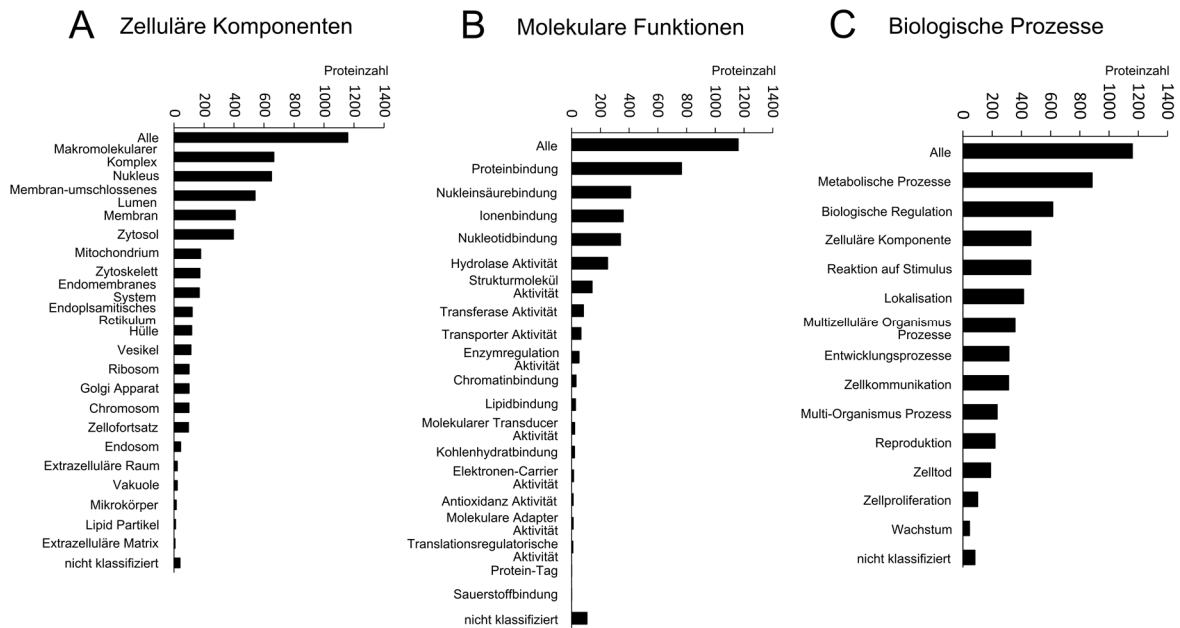 A Zelluläre Komponenten
Proteinzahl
0 200 400 600 800 1000 1200 1400
Alle
Makromolekularer
Komplex
Nukleus
Membran-umschlossenes
Lumen
Membran
Zytosol
Mitochondrium
Zytoskelett
Endomembranes
System
Endoplsamitisches
Retikulum
Hülle
Vesikel
Ribosom
Golgi Apparat
Chromosom
Zellofortsatz
Endosom
Extrazelluläre Raum
Vakuole
Mikrokörper
Lipid Partikel
Extrazelluläre Matrix
nicht klassifiziert
B Molekulare Funktionen
Proteinzahl
0 200 400 600 800 1000 1200 1400
Alle
Proteinbindung
Nukleinsäurebindung
Ionenbindung
Nukleotidbindung
Hydrolase Aktivität
Strukturmolekül
Aktivität
Transferase Aktivität
Transporter Aktivität
Enzymregulation
Aktivität
Chromatinbindung
Lipidbindung
Molekularer Transducer
Aktivität
Kohlenhydratbindung
Elektronen-Carrier
Aktivität
Antioxidanz Aktivität
Molekulare Adapter
Aktivität
Translationsregulatorische
Aktivität
Protein-Tag
Sauerstoffbindung
nicht klassifiziert
C Biologische Prozesse
Proteinzahl
0 200 400 600 800 1000 1200 1400
Alle
Metabolische Prozesse
Biologische Regulation
Zelluläre Komponente
Reaktion auf Stimulus
Lokalisation
Multizelluläre Organismus
Prozesse
Entwicklungsprozesse
Zellkommunikation
Multi-Organismus Prozess
Reproduktion
Zelltod
Zellproliferation
Wachstum
nicht klassifiziert